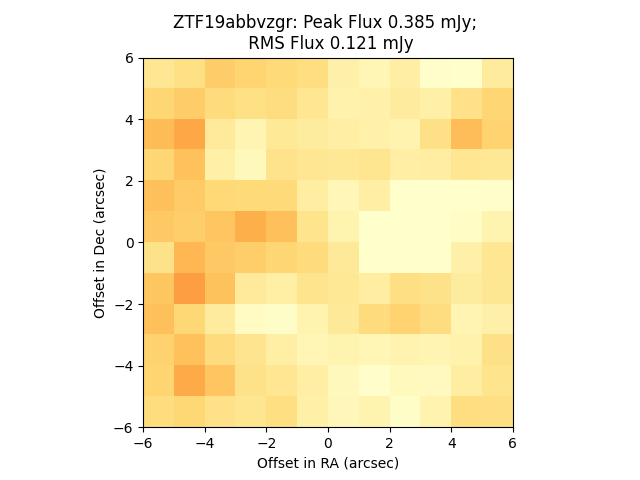 ZTF19abbvzgr: Peak Flux 0.385 mJy;
RMS Flux 0.121 mJy
6
4
2
0
−2
−4
−6
Offset in Dec (arcsec)
−6 −4 −2 0 2 4 6
Offset in RA (arcsec)